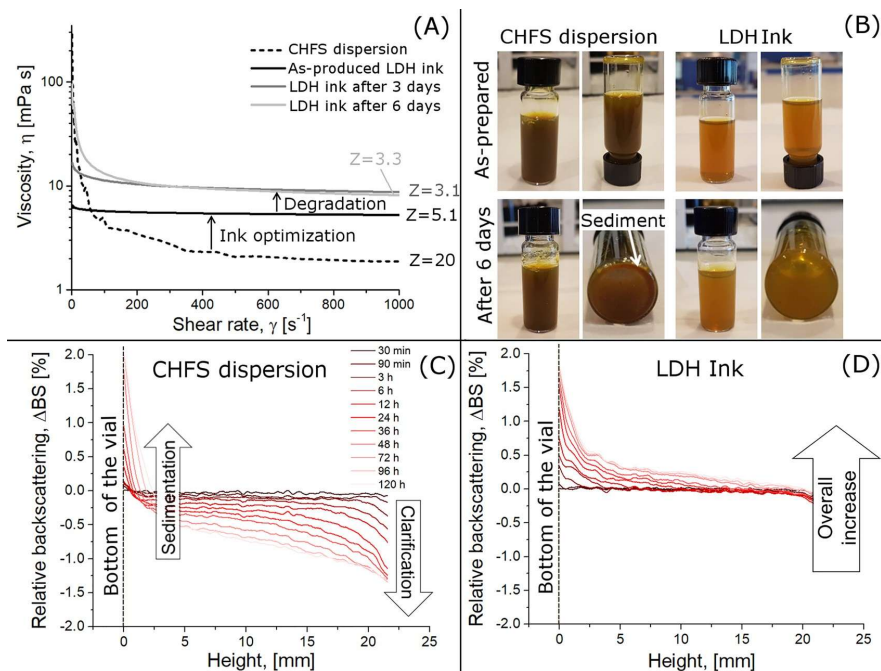 (A)
CHFS dispersion
As-produced LDH ink
LDH ink after 3 days
LDH ink after 6 days
Viscosity, η [mPa s]
100
10
1
Z=3.3
Z=3.1
Degradation
Z=5.1
Ink optimization
Z=20
0
200
400
600
800
1000
Shear rate, γ [s⁻¹]
(B)
CHFS dispersion
LDH Ink
As-prepared
After 6 days
Sediment
(C)
CHFS dispersion
Relative backscattering, ΔBS [%]
2.0
1.5
1.0
0.5
0.0
-0.5
-1.0
-1.5
-2.0
Bottom of the vial
Sedimentation
30 min
90 min
3 h
6 h
12 h
24 h
36 h
48 h
72 h
96 h
120 h
Clarification
0
5
10
15
20
25
Height, [mm]
(D)
LDH Ink
Relative backscattering, ΔBS [%]
2.0
1.5
1.0
0.5
0.0
-0.5
-1.0
-1.5
-2.0
Bottom of the vial
Overall
increase
0
5
10
15
20
25
Height, [mm]